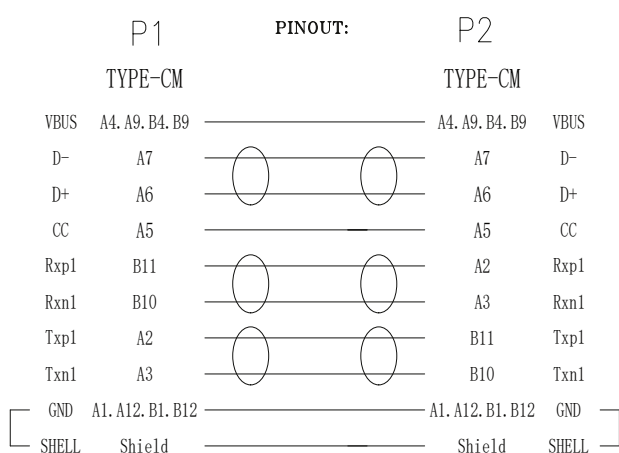 P1 PINOUT: P2
TYPE-CM TYPE-CM
VBUS A4.A9.B4.B9 A4.A9.B4.B9 VBUS
D- A7 A7 D-
D+ A6 A6 D+
CC A5 A5 CC
Rxp1 B11 A2 Rxp1
Rxn1 B10 A3 Rxn1
Txp1 A2 B11 Txp1
Txn1 A3 B10 Txn1
GND A1.A12.B1.B12 A1.A12.B1.B12 GND
SHELL Shield Shield SHELL